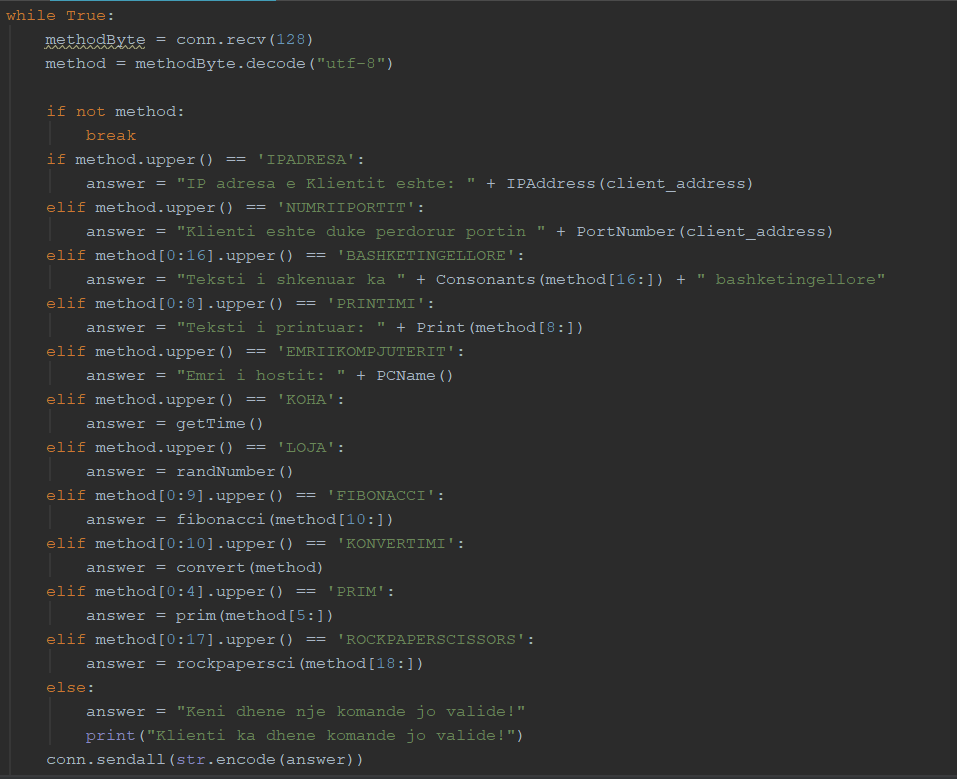 while True:
    methodByte = conn.recv(128)
    method = methodByte.decode("utf-8")

    if not method:
        break
    if method.upper() == 'IPADRESA':
        answer = "IP adresa e Klientit eshte: " + IPAddress(client_address)
    elif method.upper() == 'NUMRIIPORTIT':
        answer = "Klienti eshte duke perdorur portin " + PortNumber(client_address)
    elif method[0:16].upper() == 'BASHKETINGELLORE':
        answer = "Teksti i shkenuar ka " + Consonants(method[16:]) + " bashketingellore"
    elif method[0:8].upper() == 'PRINTIMI':
        answer = "Teksti i printuar: " + Print(method[8:])
    elif method.upper() == 'EMRIIKOMPJUTERIT':
        answer = "Emri i hostit: " + PCName()
    elif method.upper() == 'KOHA':
        answer = getTime()
    elif method.upper() == 'LOJA':
        answer = randNumber()
    elif method[0:9].upper() == 'FIBONACCI':
        answer = fibonacci(method[10:])
    elif method[0:10].upper() == 'KONVERTIMI':
        answer = convert(method)
    elif method[0:4].upper() == 'PRIM':
        answer = prim(method[5:])
    elif method[0:17].upper() == 'ROCKPAPERSCISSORS':
        answer = rockpapersci(method[18:])
    else:
        answer = "Keni dhene nje komande jo valide!"
        print("Klienti ka dhene komande jo valide!")
    conn.sendall(str.encode(answer))